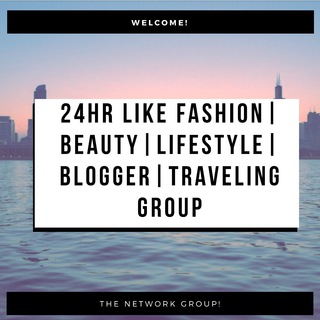 WELCOME!
24HR LIKE FASHION|
BEAUTY|LIFESTYLE|
BLOGGER|TRAVELING
GROUP
THE NETWORK GROUP!